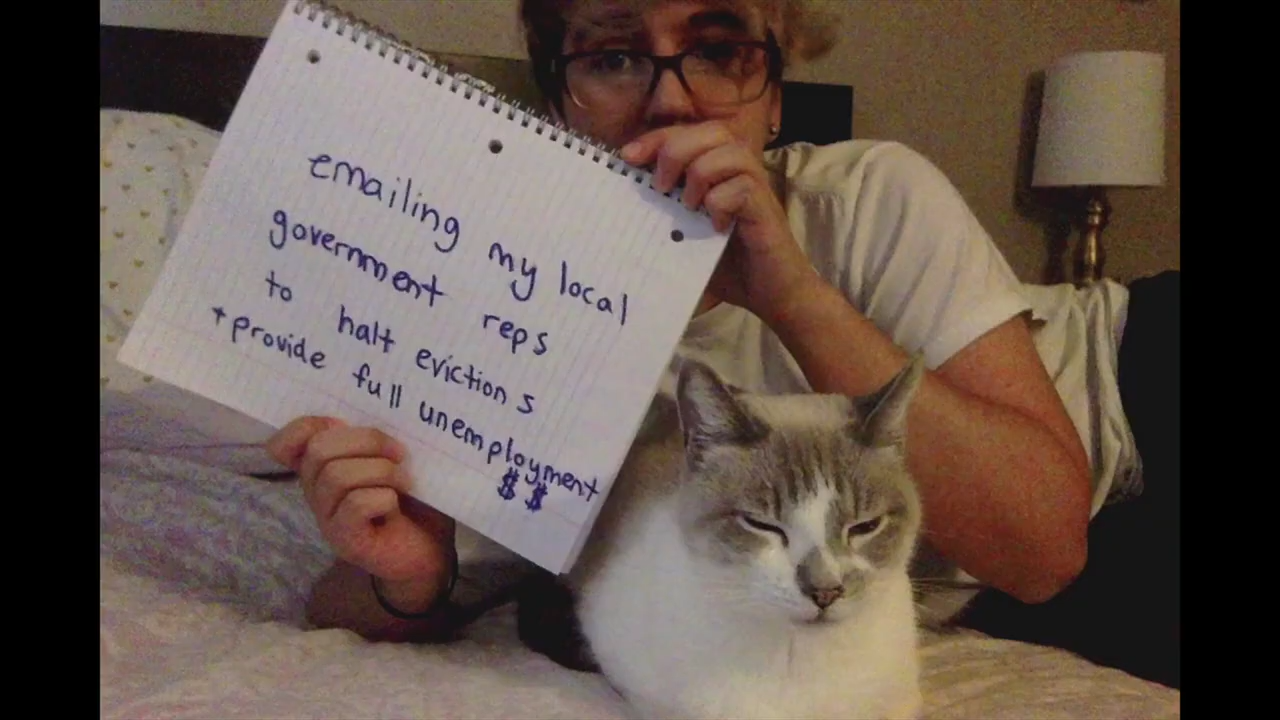 emailing my local
government reps
to halt evictions
+ provide full unemployment
$$